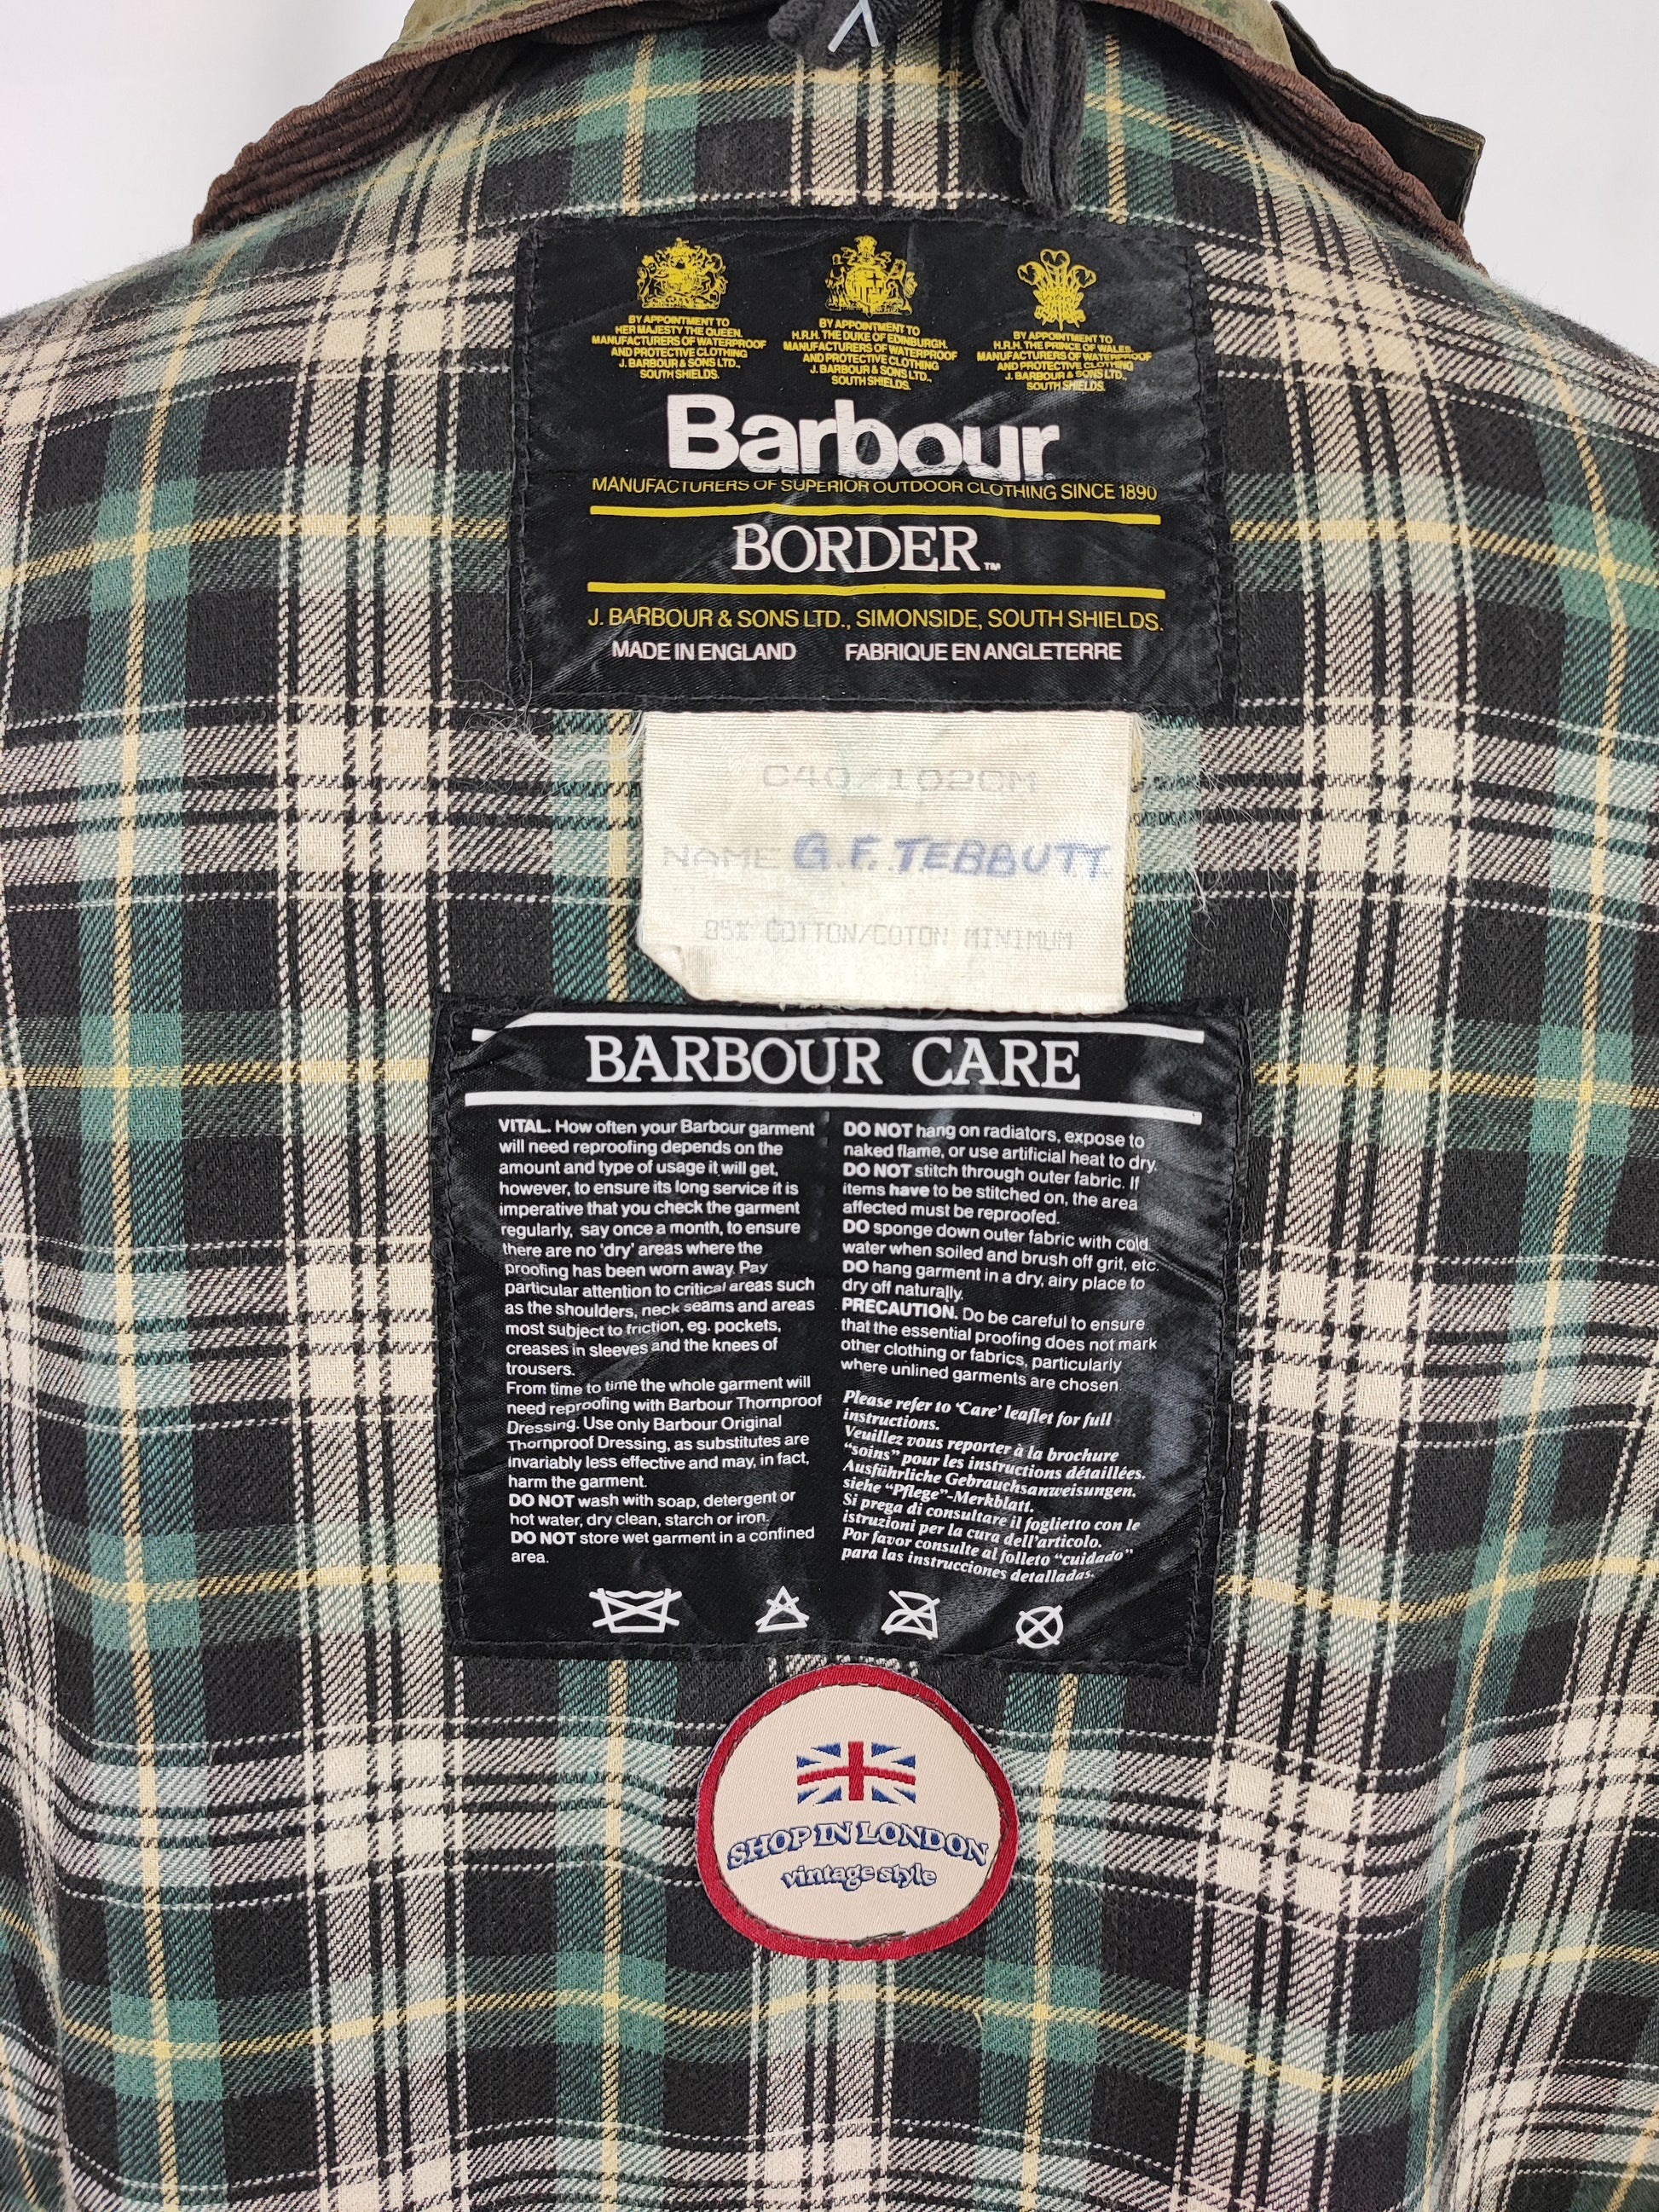 BY APPOINTMENT TO
HER MAJESTY THE QUEEN.
MANUFACTURERS OF WATERPROOF
AND PROTECTIVE CLOTHING
J. BARBOUR & SONS LTD.,
SOUTH SHIELDS.
BY APPOINTMENT TO
H.R.H. THE DUKE OF EDINBURGH.
MANUFACTURERS OF WATERPROOF
AND PROTECTIVE CLOTHING
J. BARBOUR & SONS LTD.,
SOUTH SHIELDS.
BY APPOINTMENT TO
H.R.H. THE PRINCE OF WALES.
MANUFACTURERS OF WATERPROOF
AND PROTECTIVE CLOTHING
J. BARBOUR & SONS LTD.,
SOUTH SHIELDS.
Barbour
MANUFACTURERS OF SUPERIOR OUTDOOR CLOTHING SINCE 1890
BORDER™
J. BARBOUR & SONS LTD., SIMONSIDE, SOUTH SHIELDS.
MADE IN ENGLAND FABRIQUE EN ANGLETERRE
C40/102CM
NAME G.F. TEBBUTT
85% COTTON/COTON MINIMUM
BARBOUR CARE
VITAL. How often your Barbour garment
will need reproofing depends on the
amount and type of usage it will get,
however, to ensure its long service it is
imperative that you check the garment
regularly, say once a month, to ensure
there are no 'dry' areas where the
proofing has been worn away. Pay
particular attention to critical areas such
as the shoulders, neck seams and areas
most subject to friction, eg. pockets,
creases in sleeves and the knees of
trousers.
From time to time the whole garment will
need reproofing with Barbour Thornproof
Dressing. Use only Barbour Original
Thornproof Dressing, as substitutes are
invariably less effective and may, in fact,
harm the garment.
DO NOT wash with soap, detergent or
hot water, dry clean, starch or iron.
DO NOT store wet garment in a confined
area.
DO NOT hang on radiators, expose to
naked flame, or use artificial heat to dry.
DO NOT stitch through outer fabric. If
items have to be stitched on, the area
affected must be reproofed.
DO sponge down outer fabric with cold
water when soiled and brush off grit, etc.
DO hang garment in a dry, airy place to
dry off naturally.
PRECAUTION. Do be careful to ensure
that the essential proofing does not mark
other clothing or fabrics, particularly
where unlined garments are chosen
Please refer to 'Care' leaflet for full
instructions.
Veuillez vous reporter à la brochure
"soins" pour les instructions détaillées.
Ausführliche Gebrauchsanweisungen.
siehe "Pflege"-Merkblatt.
Si prega di consultare il foglietto con le
istruzioni per la cura dell'articolo.
Por favor consulte al folleto "cuidado"
para las instrucciones detalladas.
SHOP IN LONDON
vintage style